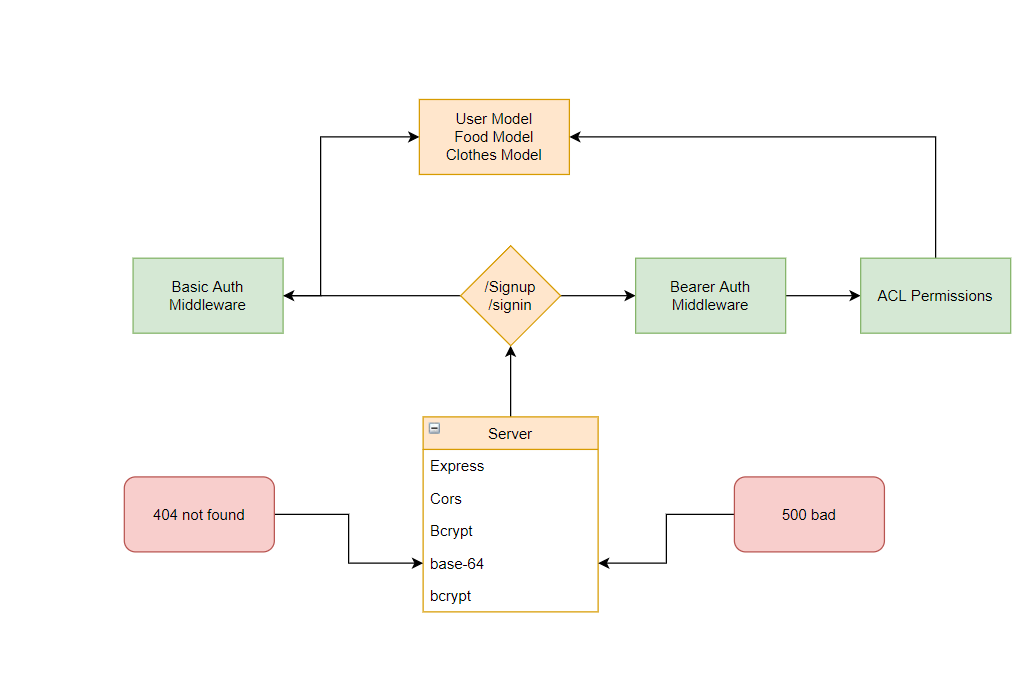 User Model
Food Model
Clothes Model
Basic Auth
Middleware
/Signup
/signin
Bearer Auth
Middleware
ACL Permissions
Server
Express
Cors
Bcrypt
base-64
bcrypt
404 not found
500 bad